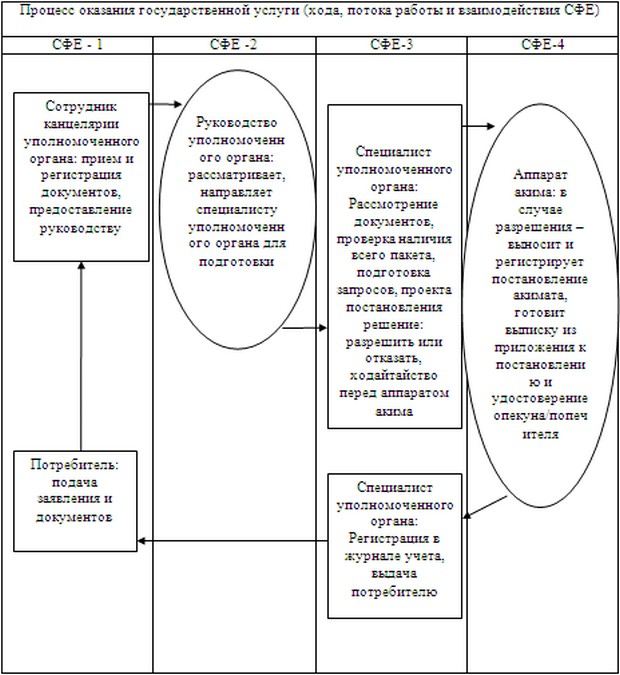 Процесс оказания государственной услуги (хода, потока работы и взаимодействия СФЕ)
СФЕ - 1
СФЕ -2
СФЕ-3
СФЕ-4
Сотрудник
канцелярии
уполномоченного
органа: прием и
регистрация
документов,
предоставление
руководству
Руководство
уполномоченн
ого органа:
рассматривает,
направляет
специалисту
уполномоченн
ого органа для
подготовки
Специалист
уполномоченного
органа:
Рассмотрение
документов,
проверка наличия
всего пакета,
подготовка
запросов, проекта
постановления
решение:
разрешить или
отказать,
ходайтайство
перед аппаратом
акима
Аппарат
акима: в
случае
разрешения –
выносит и
регистрирует
постановление
акимата,
готовит
выписку из
приложения к
постановлени
ю и
удостоверение
опекуна/попеч
ителя
Потребитель:
подача
заявления и
документов
Специалист
уполномоченного
органа:
Регистрация в
журнале учета,
выдача
потребителю